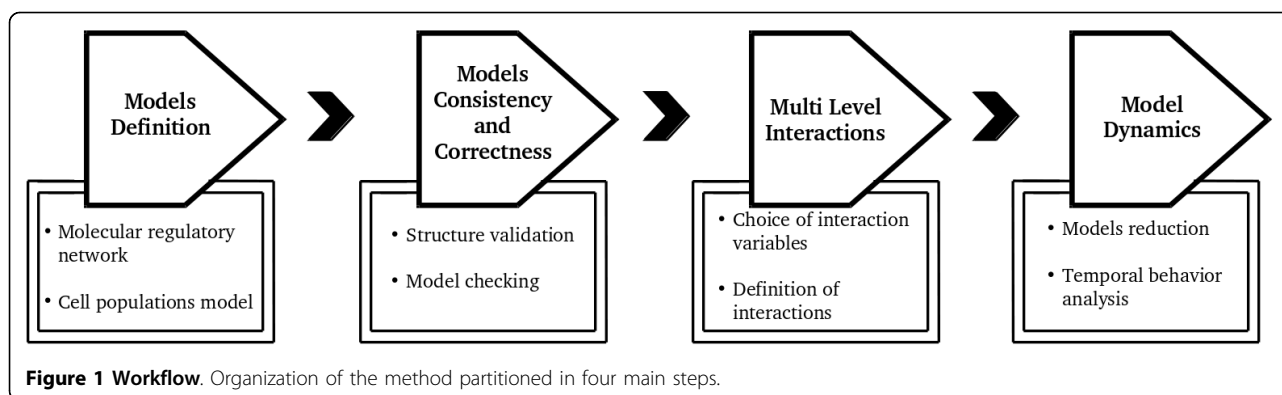 Models
Definition
• Molecular regulatory
network
• Cell populations model
Models
Consistency
and
Correctness
• Structure validation
• Model checking
Multi Level
Interactions
• Choice of interaction
variables
• Definition of
interactions
Model
Dynamics
• Models reduction
• Temporal behavior
analysis
Figure 1 Workflow. Organization of the method partitioned in four main steps.